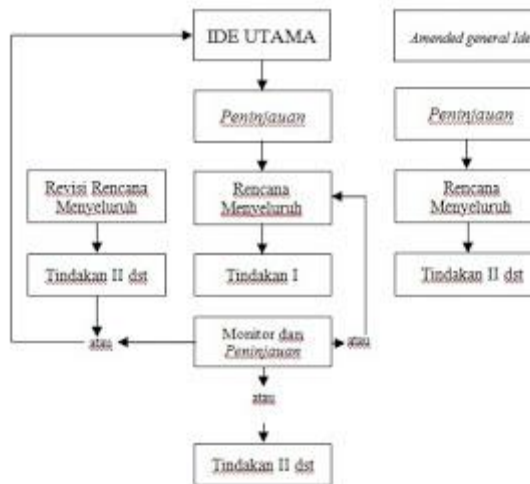 IDE UTAMA
Amended general Ide
Peninjauan
Peninjauan
Revisi Rencana
Menyeluruh
Rencana
Menyeluruh
Rencana
Menyeluruh
Tindakan II dst
Tindakan I
Tindakan II dst
atau
Monitor dan
Peninjauan
atau
atau
Tindakan II dst